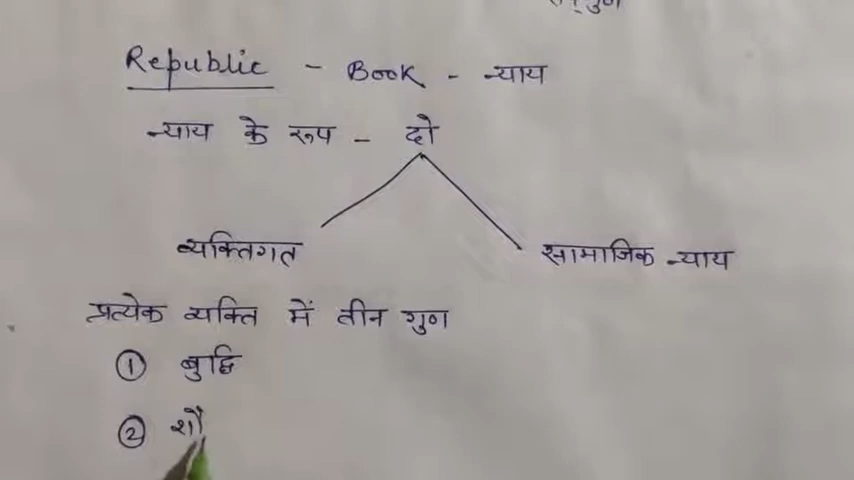 Republic - Book - न्याय
न्याय के रूप - दो
व्यक्तिगत
सामाजिक न्याय
प्रत्येक व्यक्ति में तीन गुण
① बुद्धि
② शौ